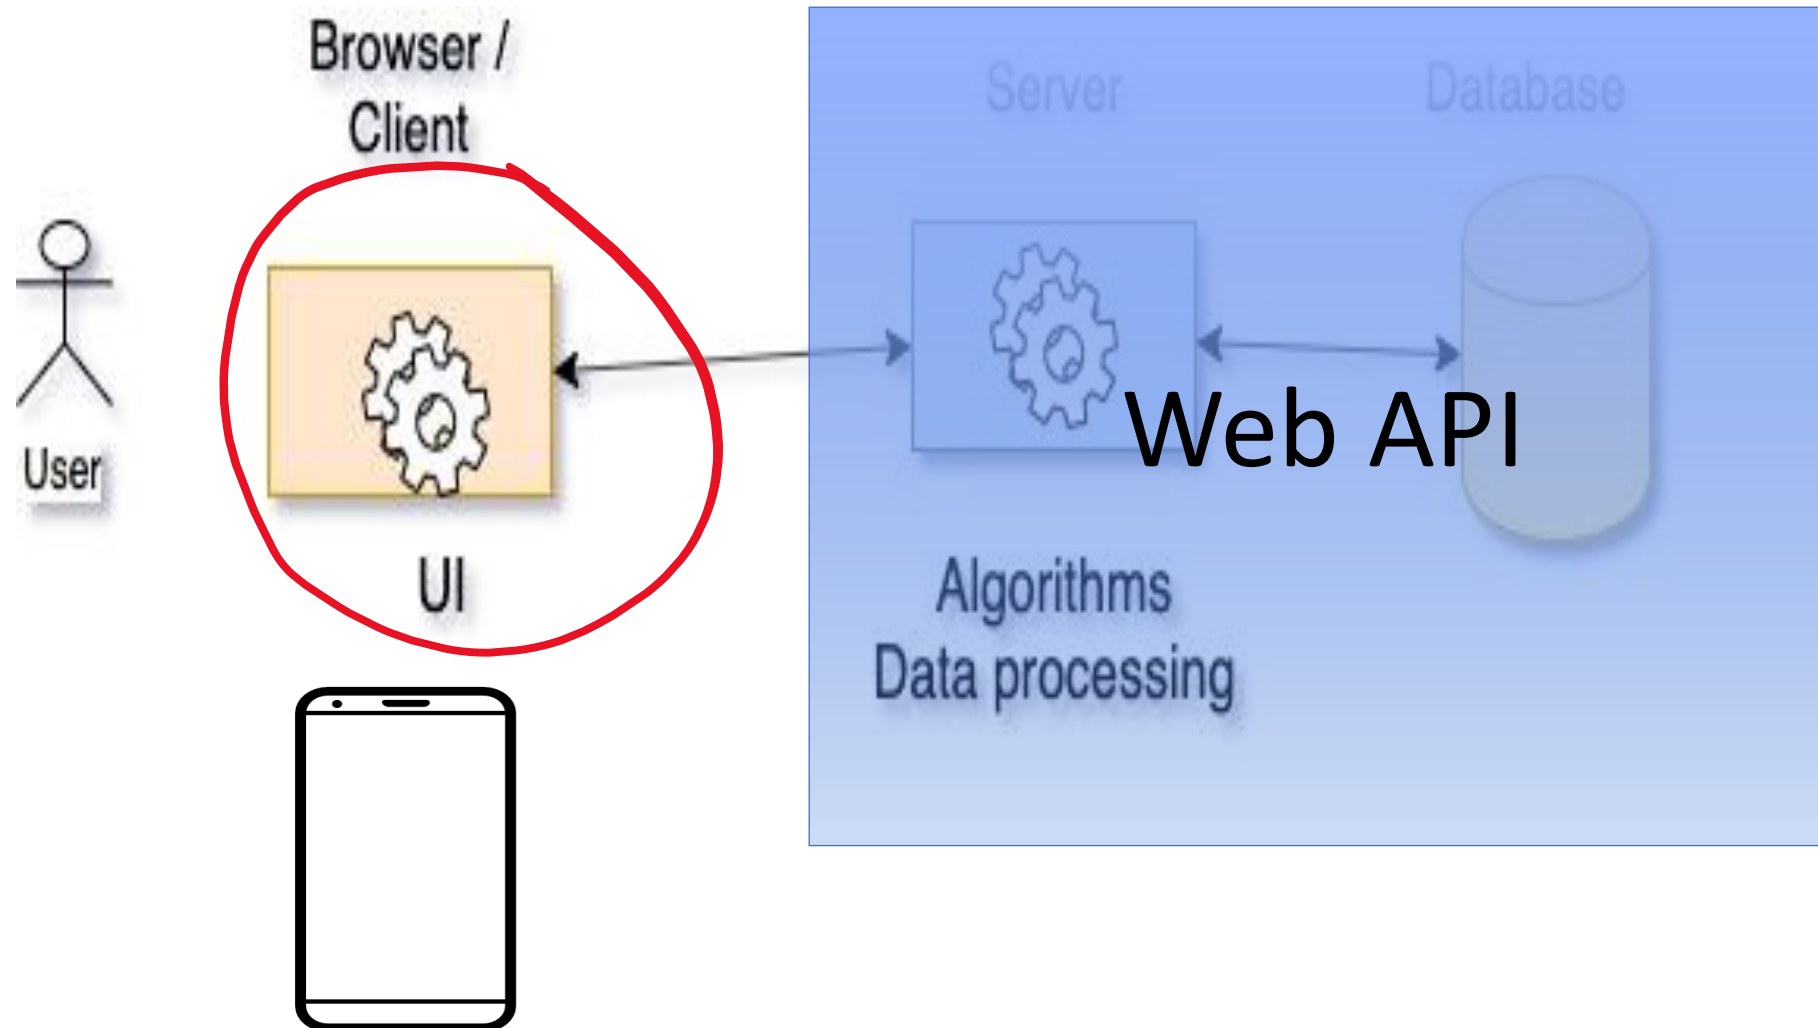 Browser /
Client
Server
Database
User
Web API
UI
Algorithms
Data processing